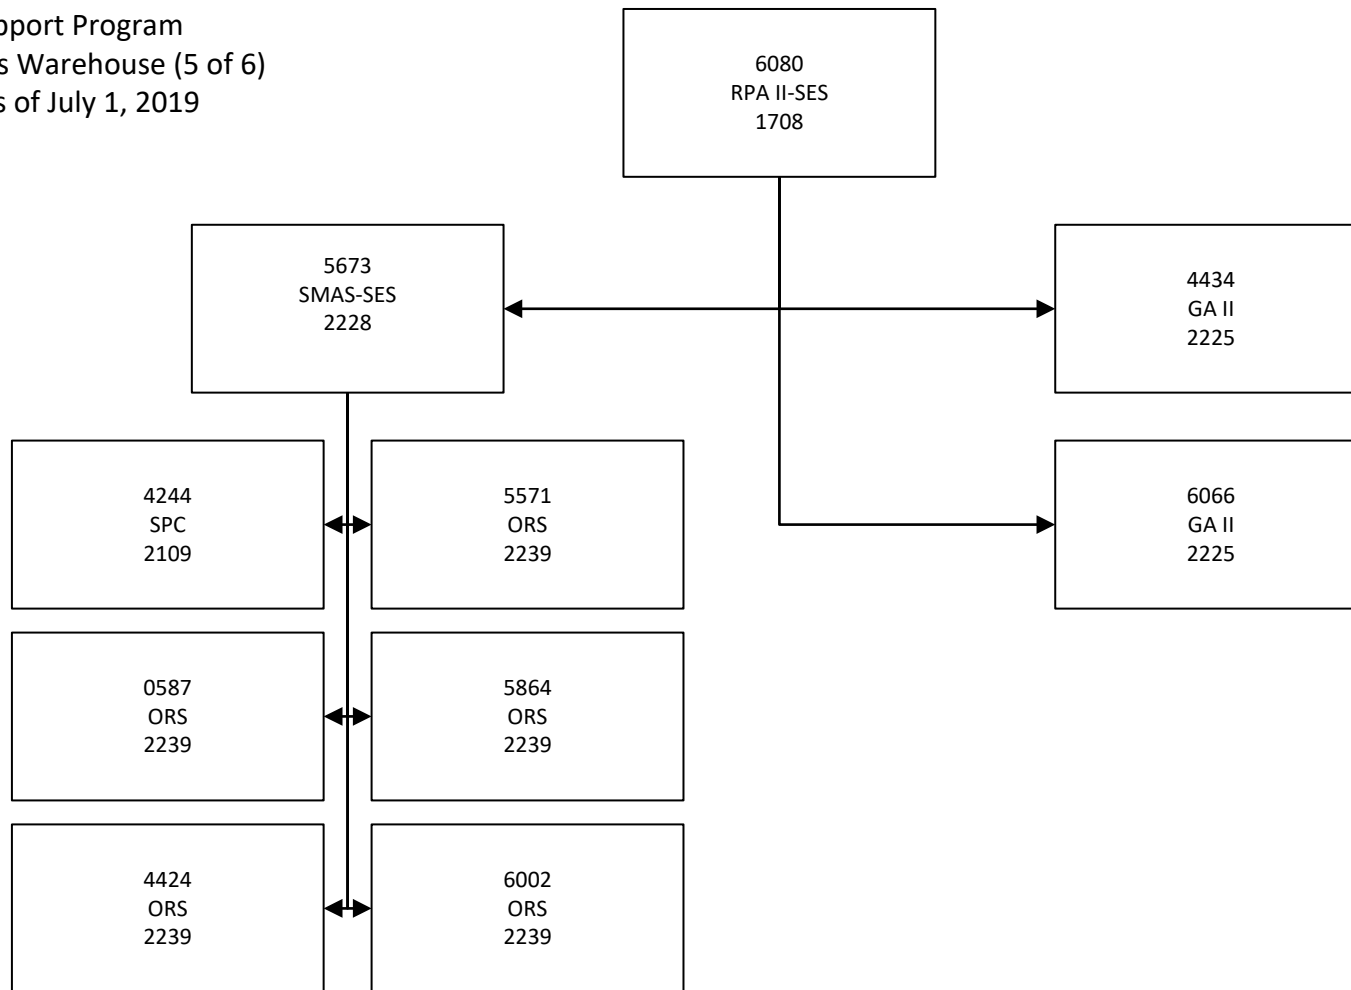 Program
Warehouse (5 of 6)
of July 1, 2019
6080
RPA II-SES
1708
5673
SMAS-SES
2228
4434
GA II
2225
4244
SPC
2109
5571
ORS
2239
6066
GA II
2225
0587
ORS
2239
5864
ORS
2239
4424
ORS
2239
6002
ORS
2239